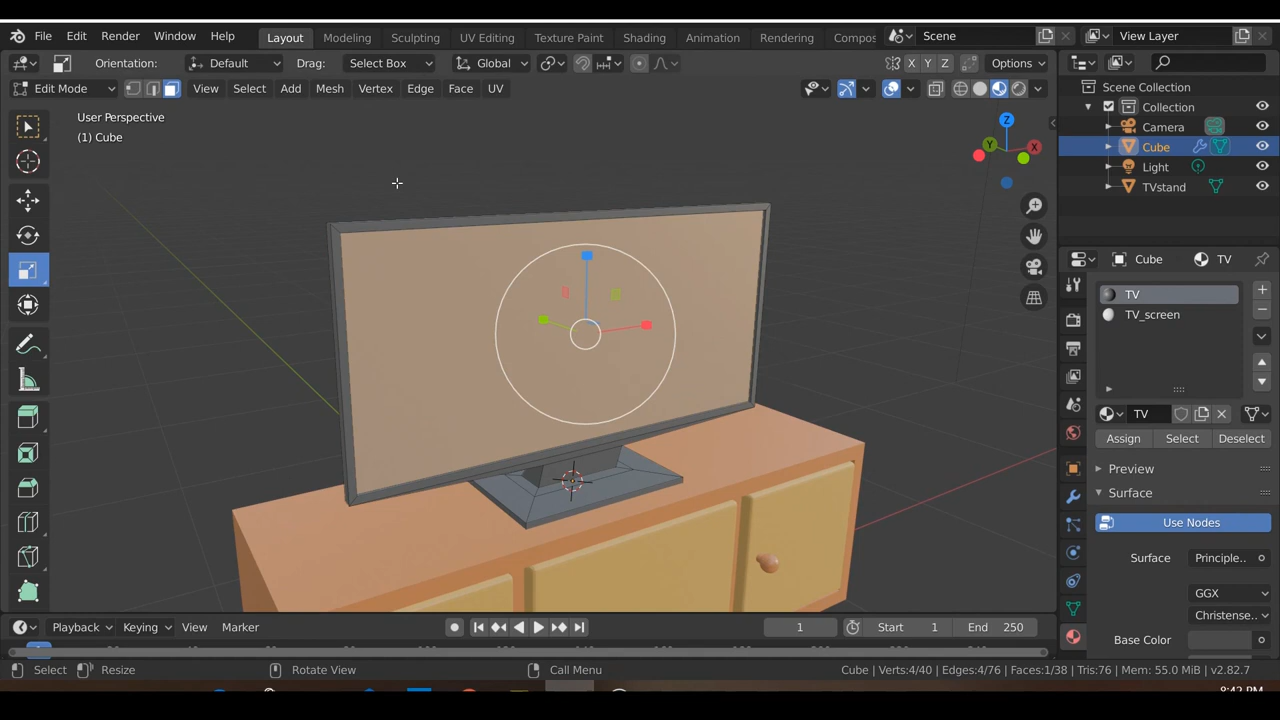 File Edit Render Window Help Layout Modeling Sculpting UV Editing Texture Paint Shading Animation Rendering Compos Scene View Layer
Orientation: Default Drag: Select Box Global X Y Z Options
Edit Mode View Select Add Mesh Vertex Edge Face UV
User Perspective
(1) Cube
Z
Y
X
Scene Collection
Collection
Camera
Cube
Light
TVstand
Cube TV
TV
TV_screen
TV
Assign Select Deselect
Preview
Surface
Use Nodes
Surface Principle..
GGX
Christense..
Base Color
Playback Keying View Marker 1 Start 1 End 250
Select Resize Rotate View Call Menu Cube | Verts:4/40 | Edges:4/76 | Faces:1/38 | Tris:76 | Mem: 55.0 MiB | v2.82.7